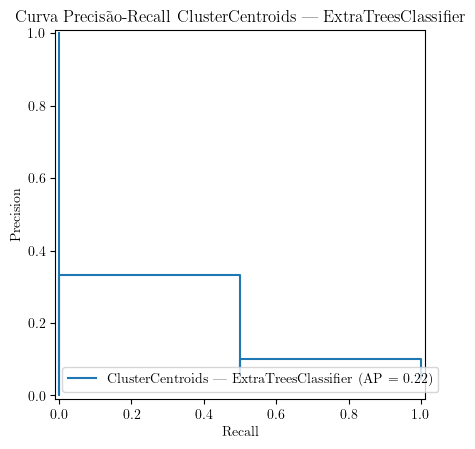 Curva Precisão-Recall ClusterCentroids — ExtraTreesClassifier
1.0
0.8
0.6
0.4
0.2
0.0
Precision
ClusterCentroids — ExtraTreesClassifier (AP = 0.22)
0.0 0.2 0.4 0.6 0.8 1.0
Recall